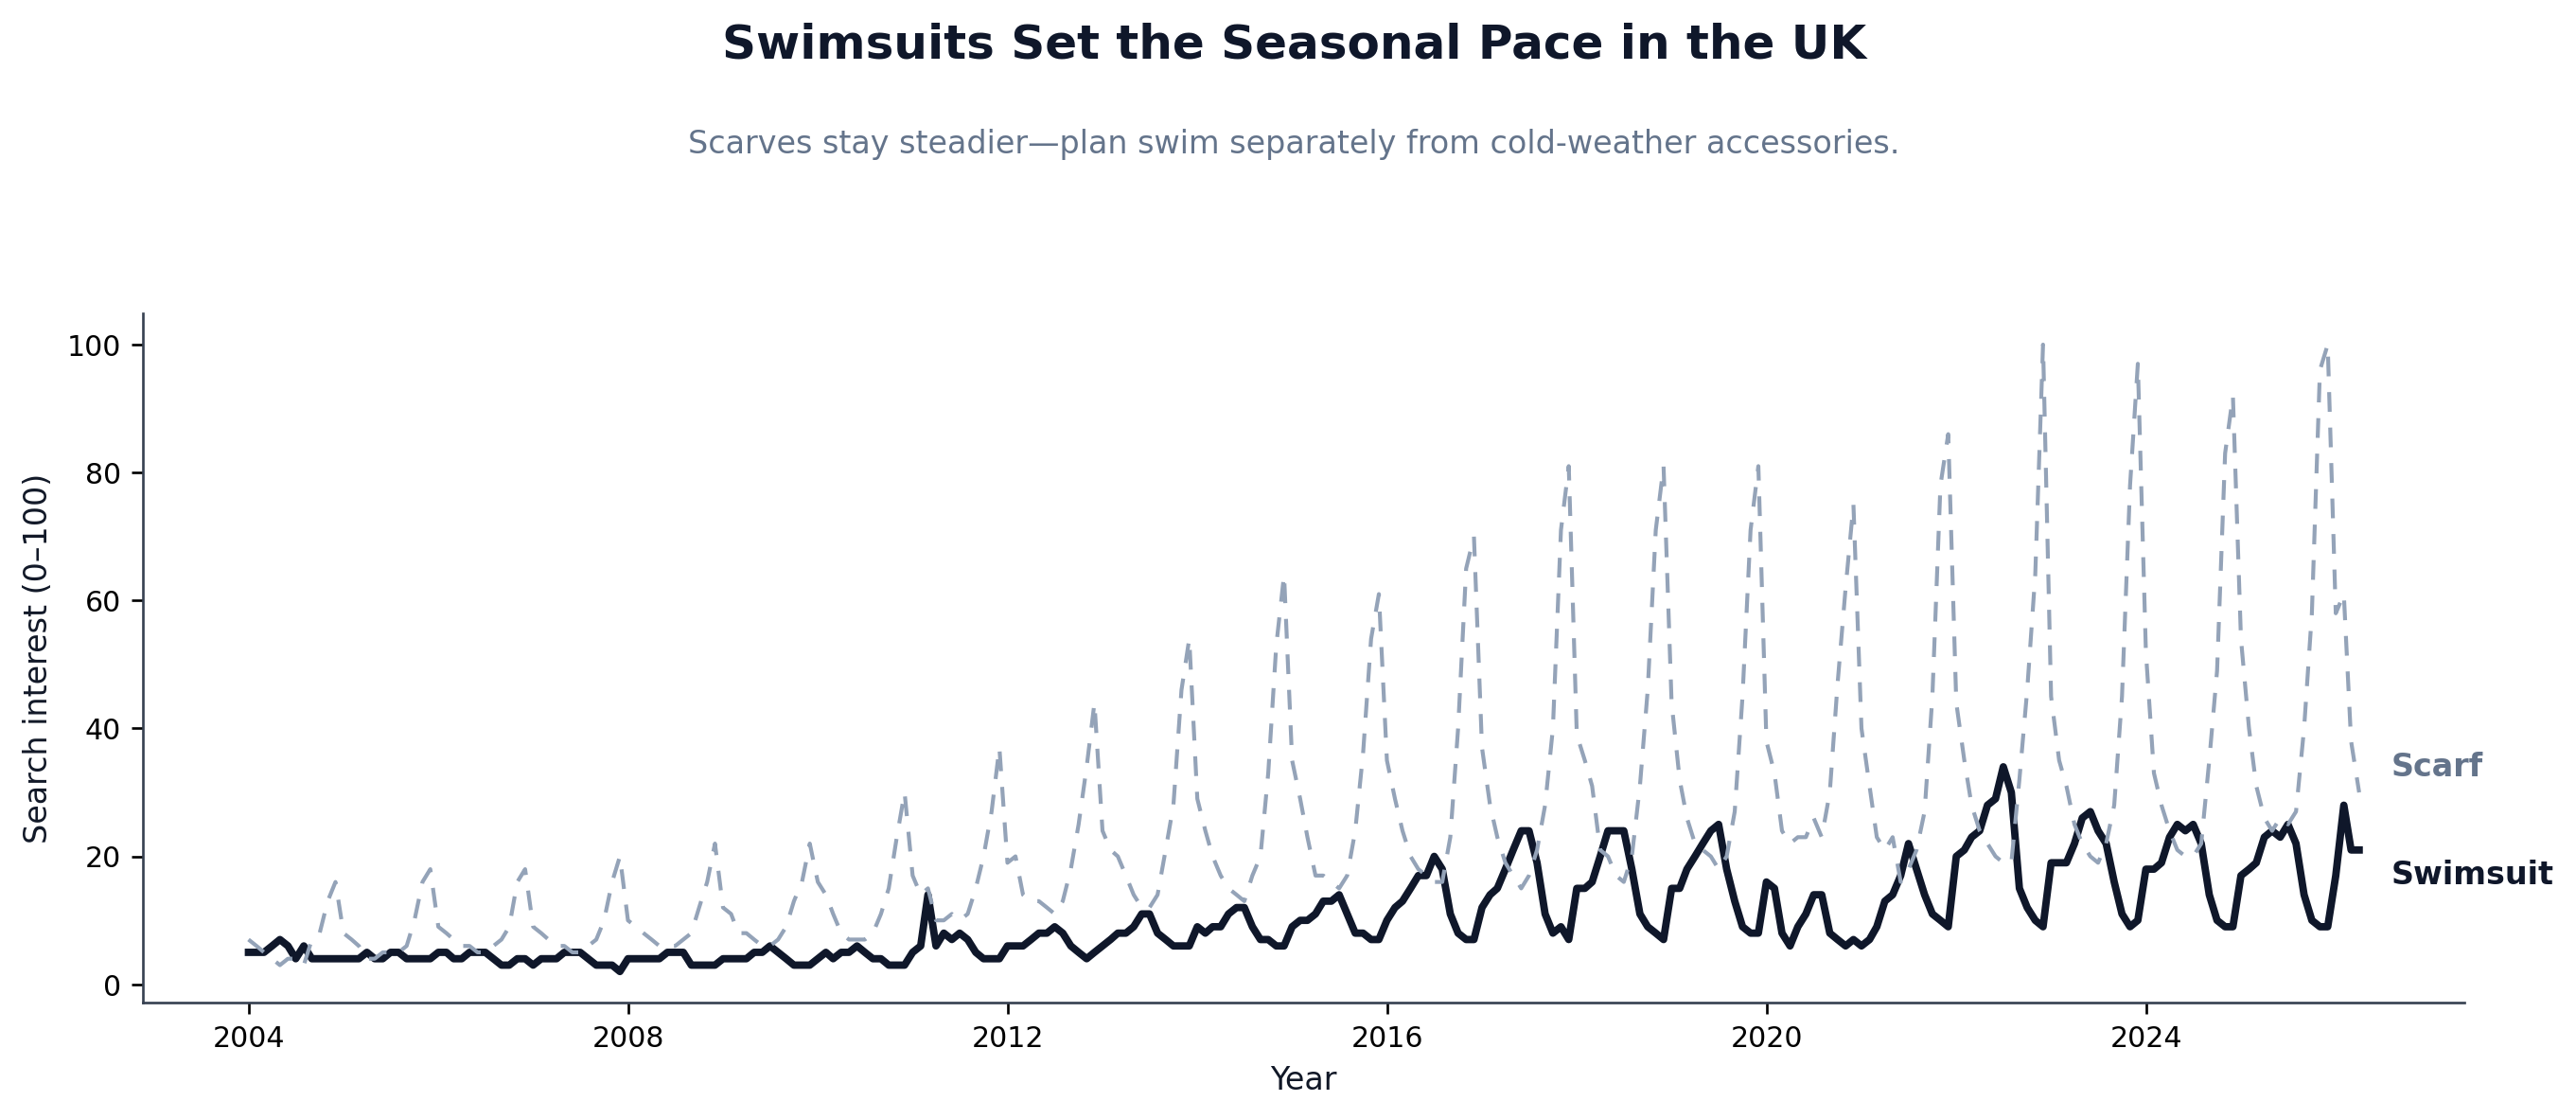 Swimsuits Set the Seasonal Pace in the UK
Scarves stay steadier—plan swim separately from cold-weather accessories.
Search interest (0–100)
100
80
60
40
20
0
Scarf
Swimsuit
2004
2008
2012
2016
2020
2024
Year